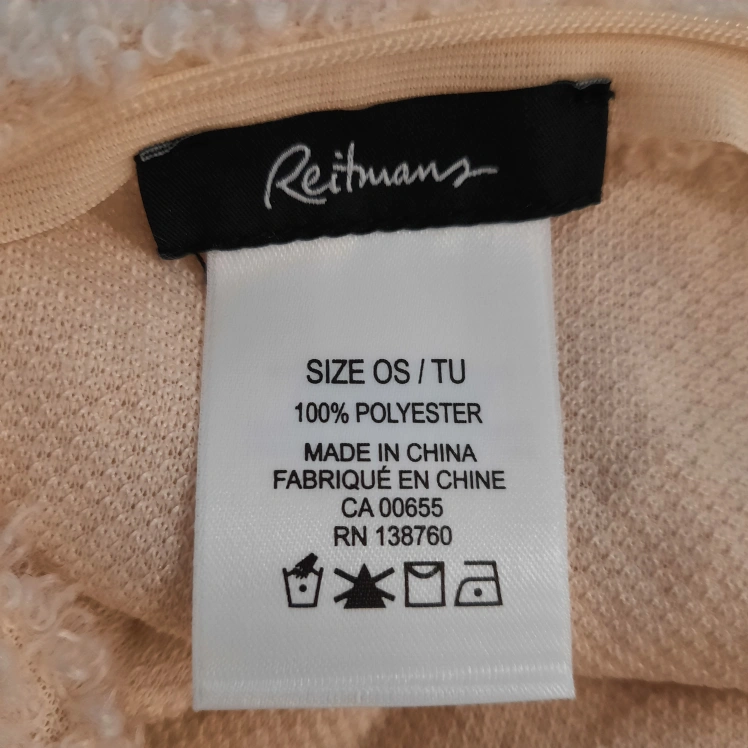 Reitmans
SIZE OS / TU
100% POLYESTER
MADE IN CHINA
FABRIQUÉ EN CHINE
CA 00655
RN 138760